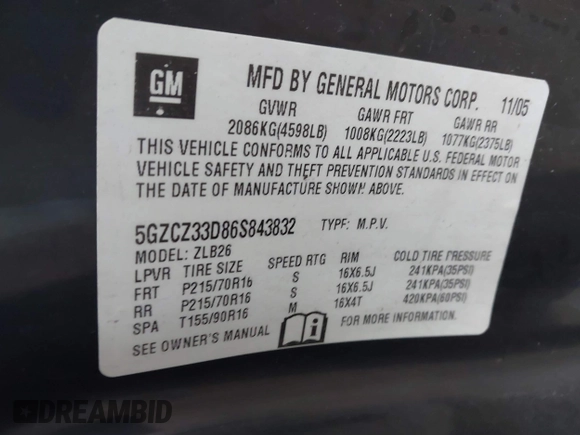 GM
MFD BY GENERAL MOTORS CORP. 11/05
GVWR GAWR FRT GAWR RR
2086KG(4598LB) 1008KG(2223LB) 1077KG(2375LB)
THIS VEHICLE CONFORMS TO ALL APPLICABLE U.S. FEDERAL MOTOR
VEHICLE SAFETY AND THEFT PREVENTION STANDARDS IN EFFECT ON
THE DATE OF MANUFACTURE SHOWN ABOVE.
5GZCZ33D86S843832 TYPE: M.P.V.
MODEL: ZLB26
LPVR TIRE SIZE SPEED RTG RIM COLD TIRE PRESSURE
FRT P215/70R16 S 16X6.5J 241KPA(35PSI)
RR P215/70R16 S 16X6.5J 241KPA(35PSI)
SPA T155/90R16 M 16X4T 420KPA(60PSI)
SEE OWNER'S MANUAL FOR MORE INFORMATION
DREAMBID